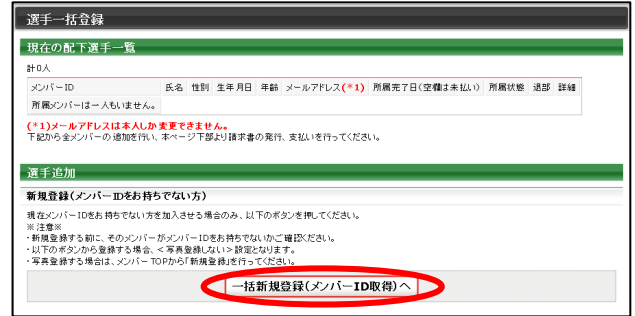 選手一括登録
現在の配下選手一覧
計0人
メンバーID 氏名 性別 生年月日 年齢 メールアドレス(*1) 所属完了日(空欄は未払い) 所属状態 退部 詳細
所属メンバーは一人もいません。
(*1)メールアドレスは本人しか変更できません。
下記から全メンバーの追加を行い、本ページ下部より請求書の発行、支払いを行ってください。
選手追加
新規登録(メンバーIDをお持ちでない方)
現在メンバーIDをお持ちでない方を加入させる場合のみ、以下のボタンを押してください。
※注意※
・新規登録する前に、そのメンバーがメンバーIDをお持ちでないかご確認ください。
・以下のボタンから登録する場合、<写真登録しない>設定となります。
・写真登録する場合は、メンバーTOPから「新規登録」を行ってください。
一括新規登録(メンバーID取得)へ